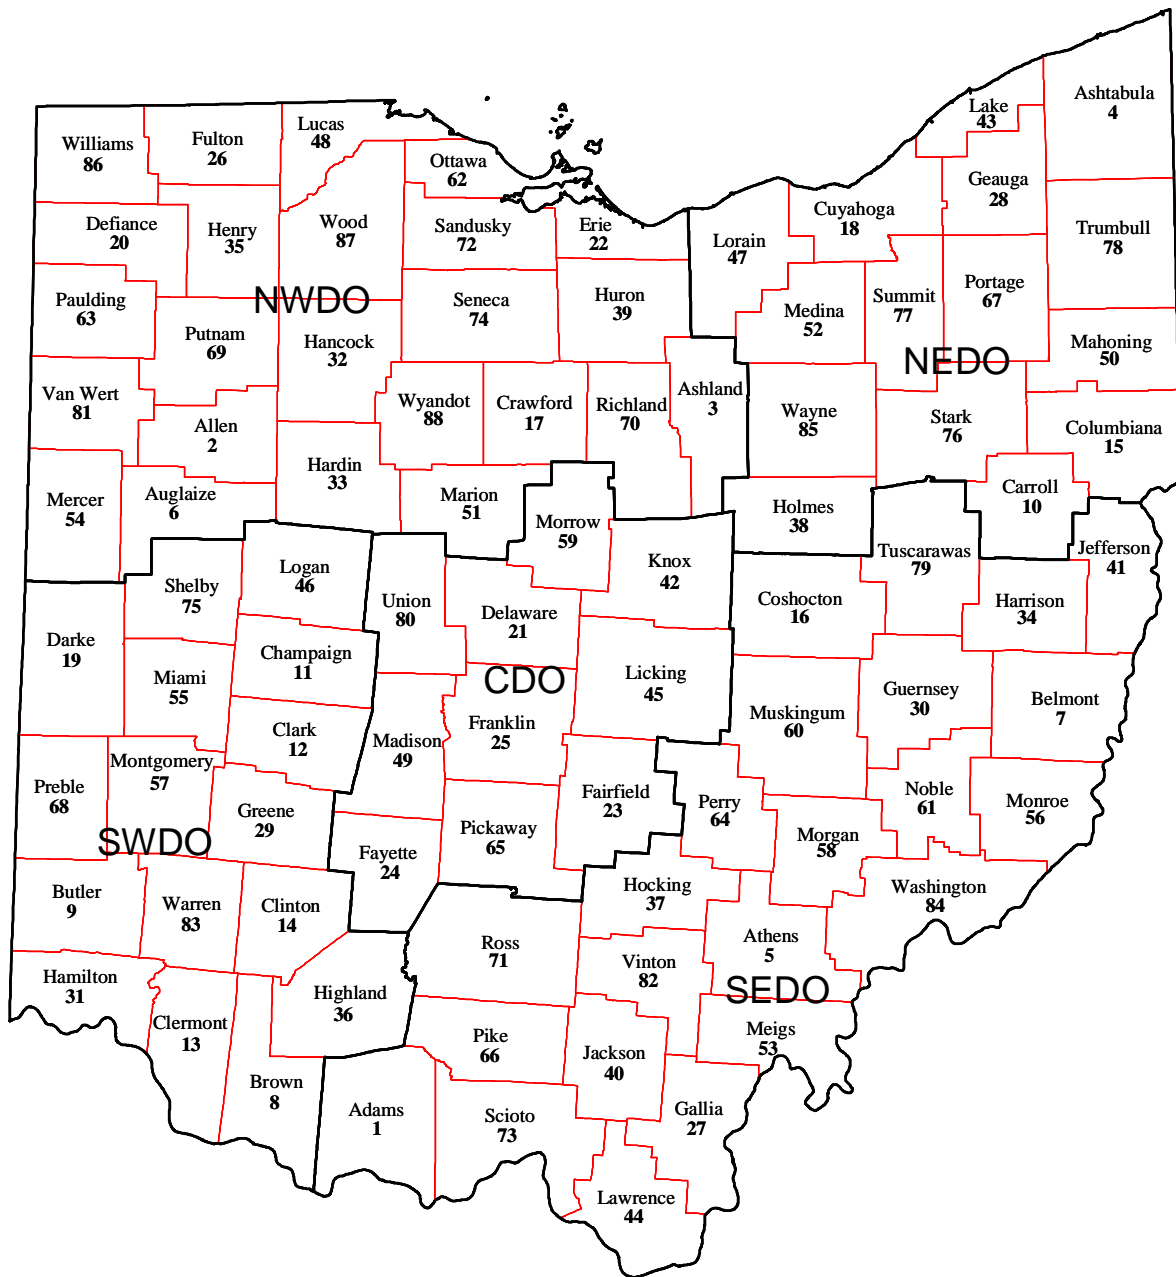 Ashtabula
4
Lake
43
Lucas
48
Fulton
26
Williams
86
Ottawa
62
Geauga
28
Cuyahoga
18
Defiance
20
Henry
35
Wood
87
Sandusky
72
Erie
22
Lorain
47
Trumbull
78
Paulding
63
NWDO
Seneca
74
Huron
39
Medina
52
Summit
77
Portage
67
Putnam
69
Hancock
32
Mahoning
50
NEDO
Van Wert
81
Allen
2
Wyandot
88
Crawford
17
Richland
70
Ashland
3
Wayne
85
Stark
76
Columbiana
15
Hardin
33
Mercer
54
Auglaize
6
Marion
51
Morrow
59
Holmes
38
Carroll
10
Tuscarawas
79
Jefferson
41
Shelby
75
Logan
46
Union
80
Knox
42
Delaware
21
Coshocton
16
Harrison
34
Darke
19
Miami
55
Champaign
11
CDO
Licking
45
Guernsey
30
Belmont
7
Clark
12
Madison
49
Franklin
25
Muskingum
60
Montgomery
57
Preble
68
Greene
29
Fairfield
23
Perry
64
Noble
61
Monroe
56
SWDO
Fayette
24
Pickaway
65
Morgan
58
Butler
9
Warren
83
Clinton
14
Hocking
37
Washington
84
Ross
71
Vinton
82
Athens
5
SEDO
Hamilton
31
Highland
36
Clermont
13
Pike
66
Jackson
40
Meigs
53
Brown
8
Adams
1
Scioto
73
Gallia
27
Lawrence
44